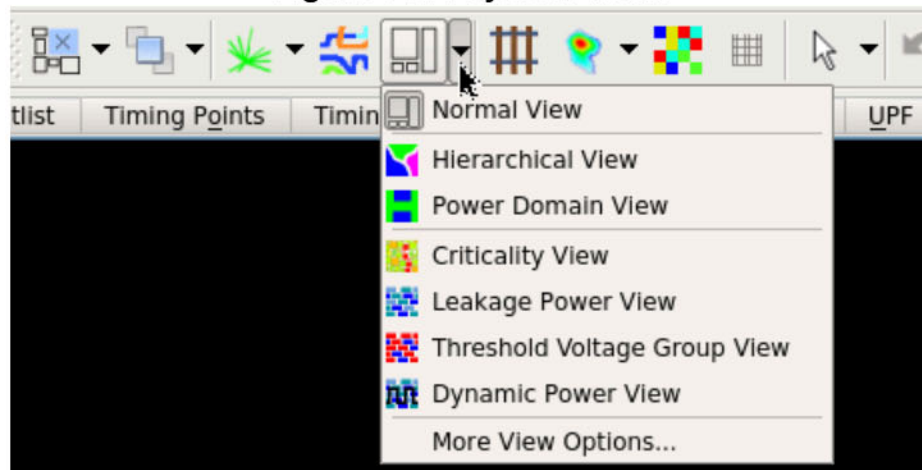 tlist Timing Points Timin UPF
Normal View
Hierarchical View
Power Domain View
Criticality View
Leakage Power View
Threshold Voltage Group View
Dynamic Power View
More View Options...